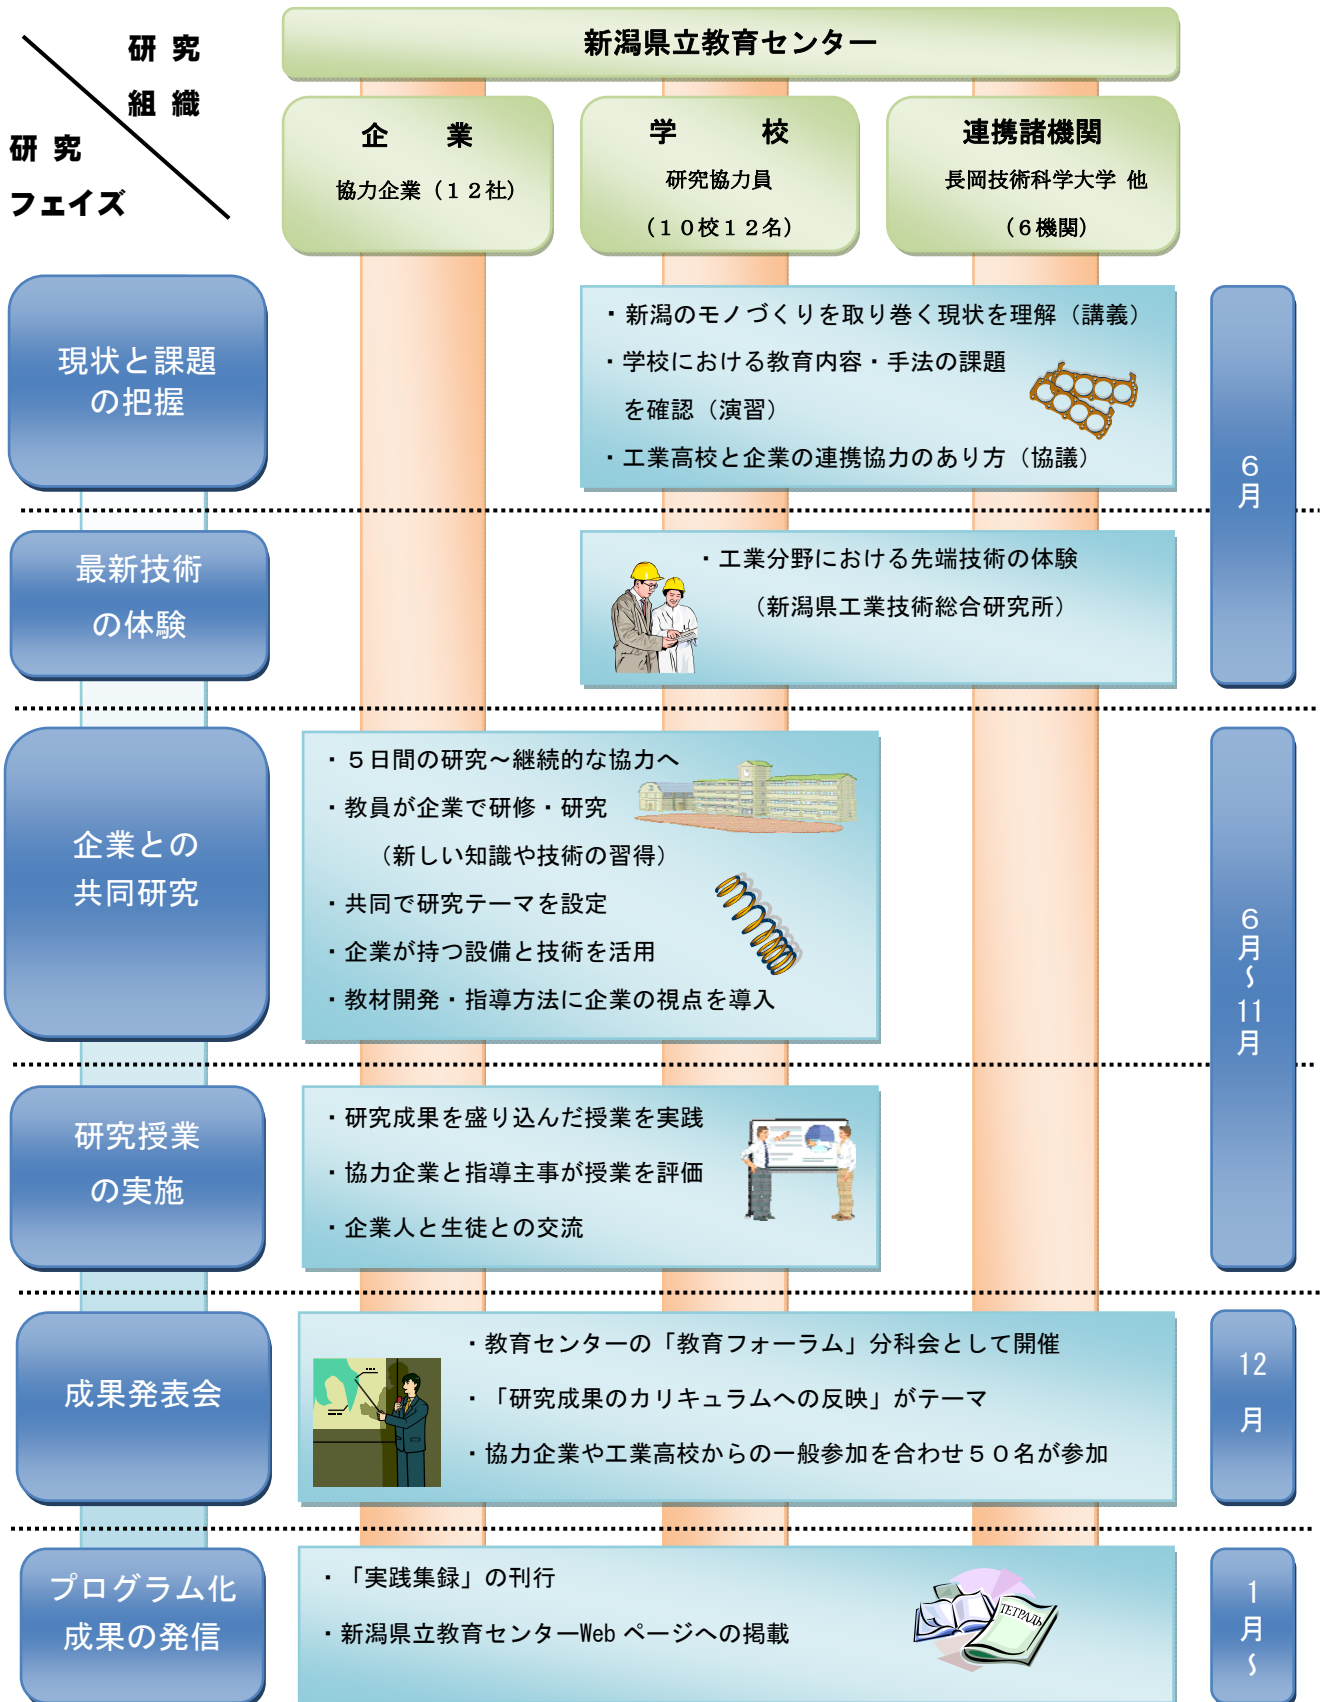 研 究
組 織
研 究
フェイズ
新潟県立教育センター
企　　業
協力企業（１２社）
学　　　校
研究協力員
（１０校１２名）
連携諸機関
長岡技術科学大学 他
（６機関）
現状と課題
の把握
・新潟のモノづくりを取り巻く現状を理解（講義）
・学校における教育内容・手法の課題
を確認（演習）
・工業高校と企業の連携協力のあり方（協議）
6月
最新技術
の体験
・工業分野における先端技術の体験
（新潟県工業技術総合研究所）
企業との
共同研究
・５日間の研究～継続的な協力へ
・教員が企業で研修・研究
（新しい知識や技術の習得）
・共同で研究テーマを設定
・企業が持つ設備と技術を活用
・教材開発・指導方法に企業の視点を導入
6月～11月
研究授業
の実施
・研究成果を盛り込んだ授業を実践
・協力企業と指導主事が授業を評価
・企業人と生徒との交流
成果発表会
・教育センターの「教育フォーラム」分科会として開催
・「研究成果のカリキュラムへの反映」がテーマ
・協力企業や工業高校からの一般参加を合わせ５０名が参加
12月
プログラム化
成果の発信
・「実践集録」の刊行
・新潟県立教育センターWeb ページへの掲載
ТЕТРАДЬ
1月～